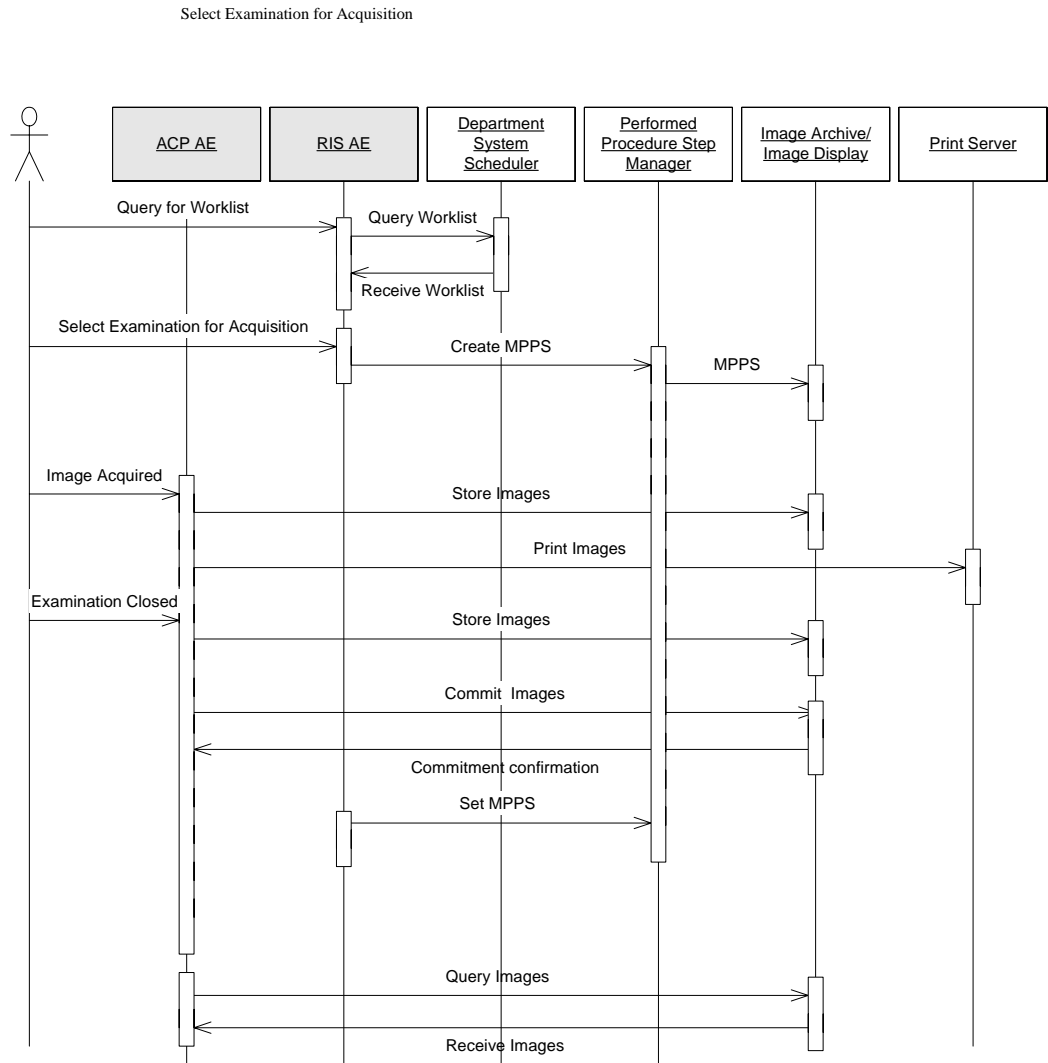 Select Examination for Acquisition
ACP AE
RIS AE
Department
System
Scheduler
Performed
Procedure Step
Manager
Image Archive/
Image Display
Print Server
Query for Worklist
Query Worklist
Receive Worklist
Select Examination for Acquisition
Create MPPS
MPPS
Image Acquired
Store Images
Print Images
Examination Closed
Store Images
Commit Images
Commitment confirmation
Set MPPS
Query Images
Receive Images